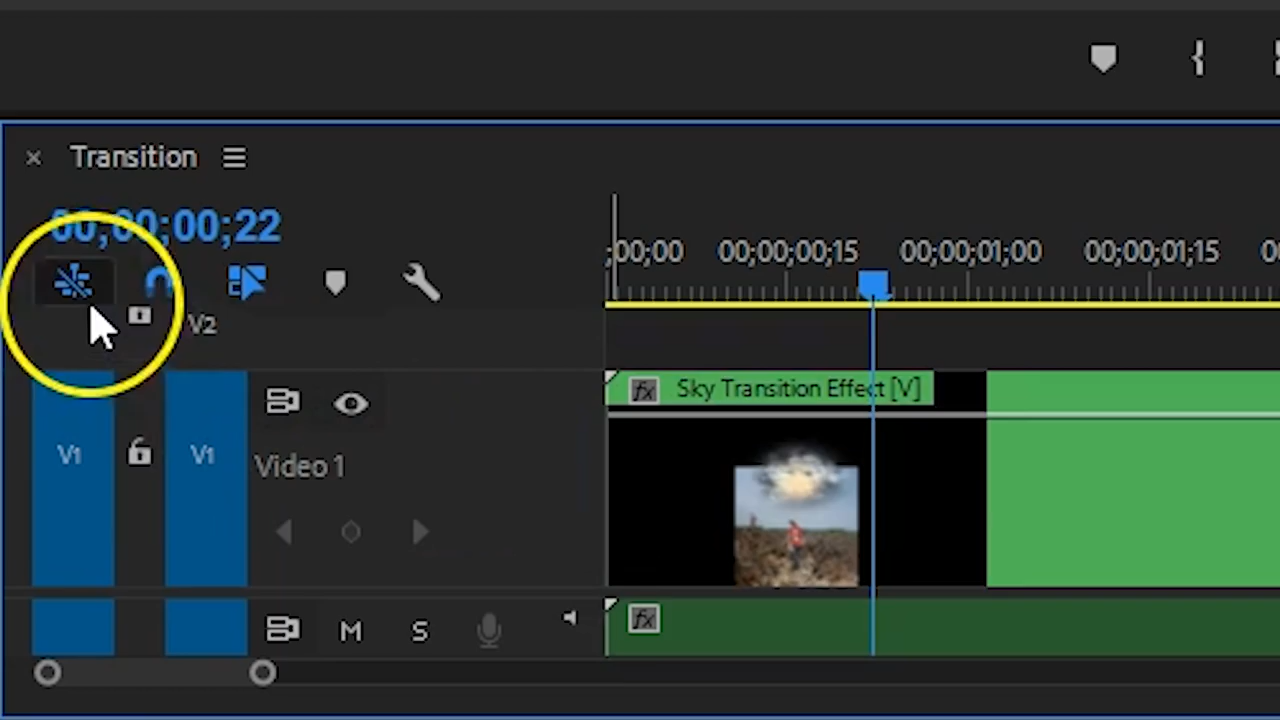 Transition
00;00;00;22
;00;00 00;00;00;15 00;00;01;00 00;00;01;15
V2
fx Sky Transition Effect [V]
V1 V1
Video 1
M S fx